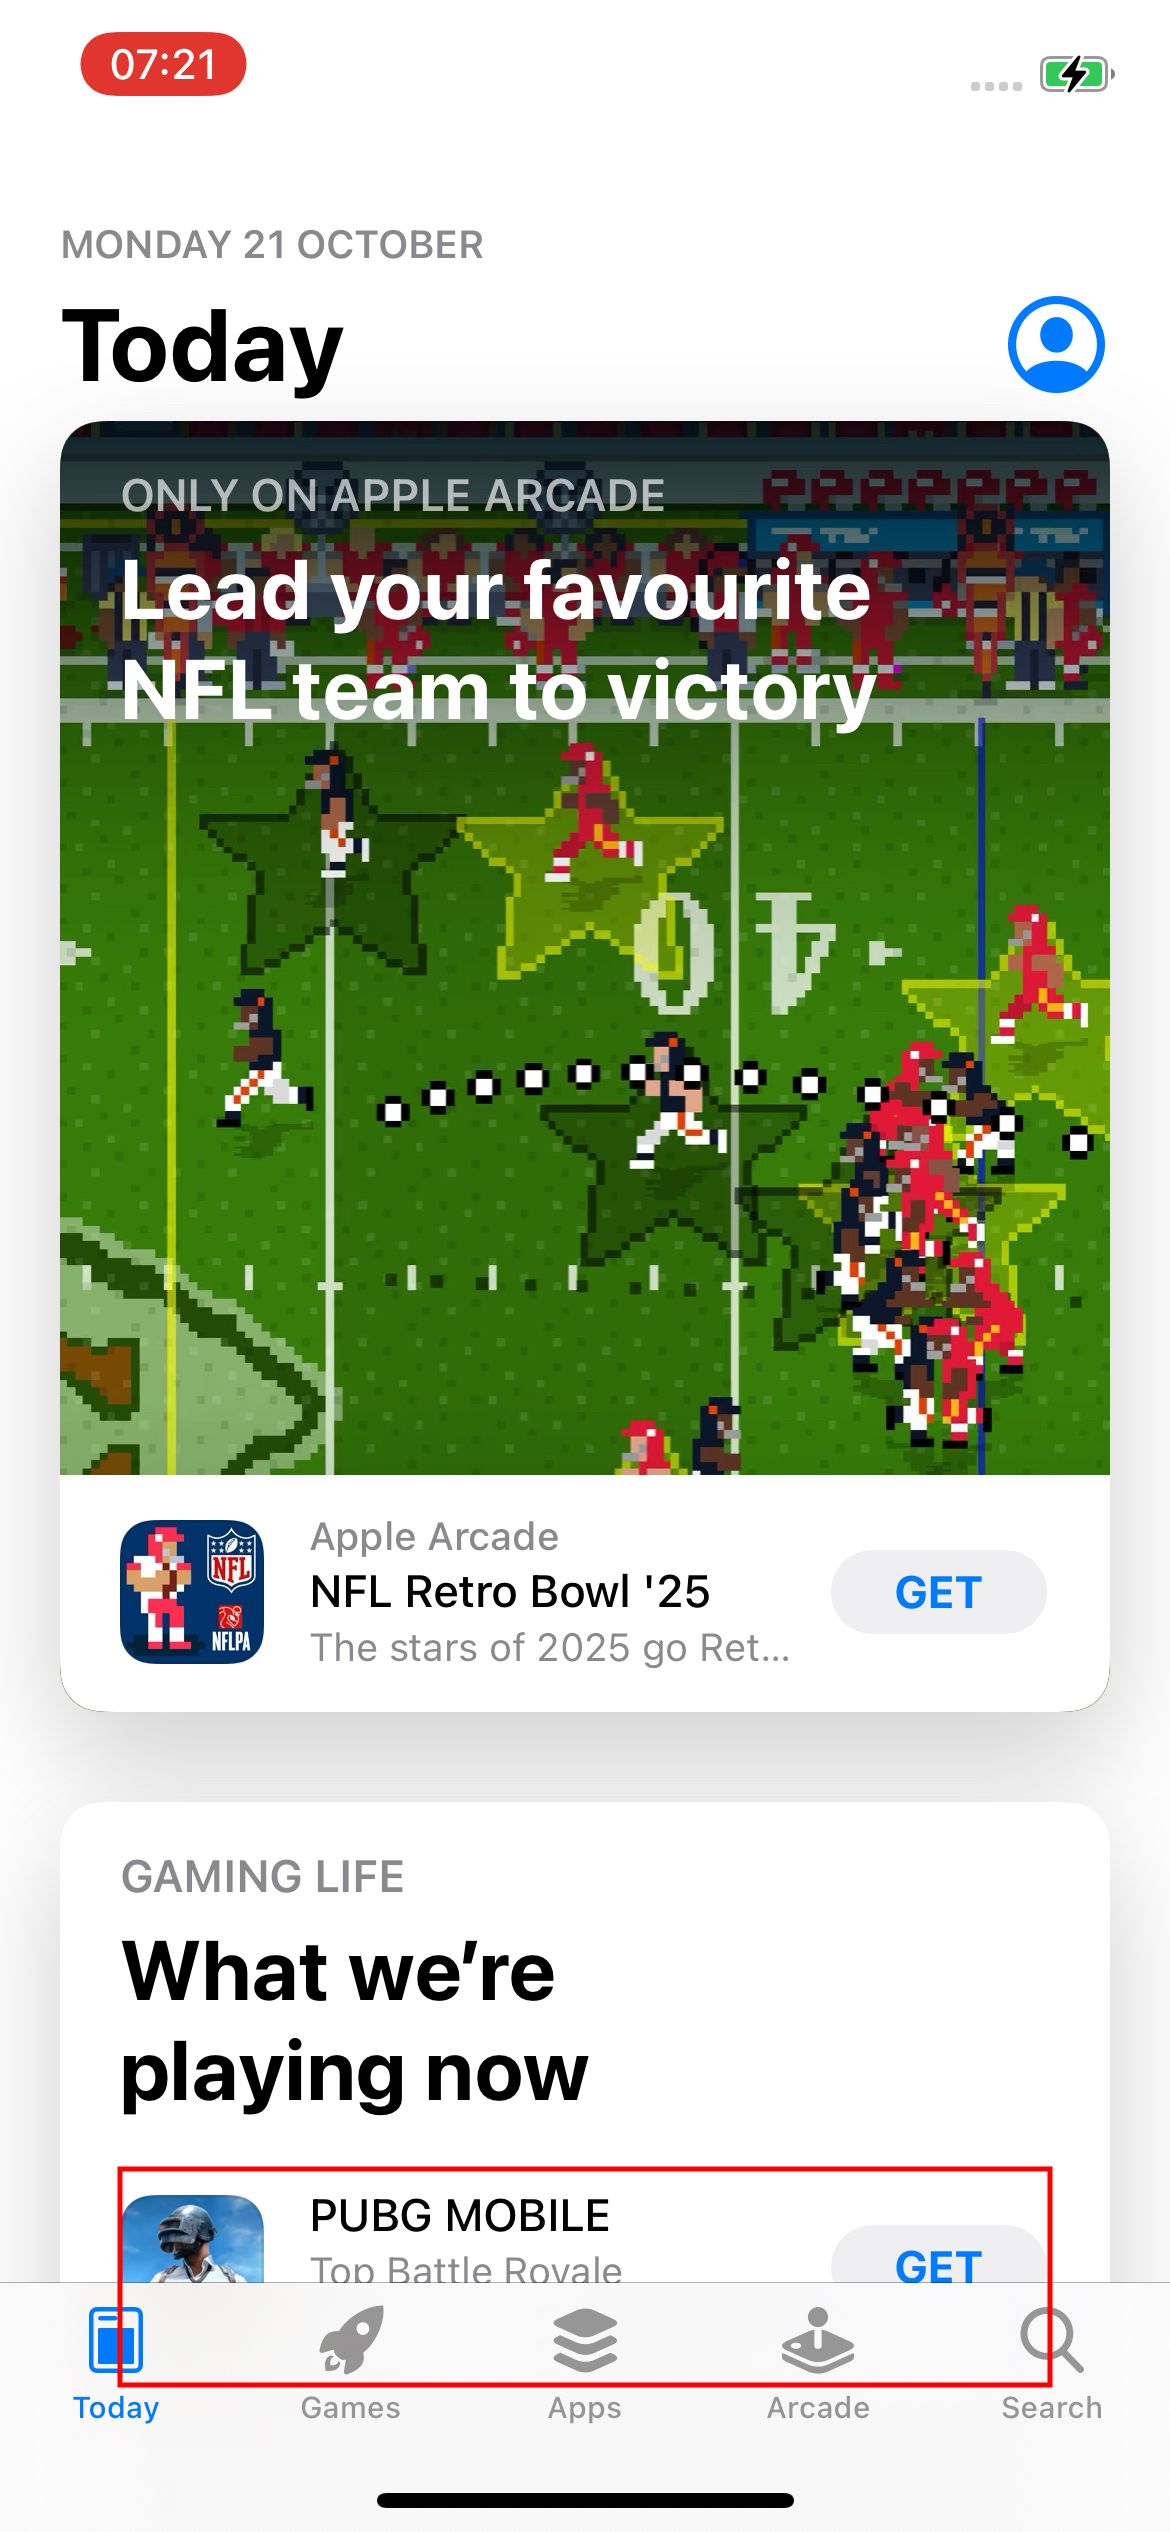 07:21
MONDAY 21 OCTOBER
Today
ONLY ON APPLE ARCADE
Lead your favourite
NFL team to victory
40
NFL
NFLPA
Apple Arcade
NFL Retro Bowl '25
The stars of 2025 go Ret...
GET
GAMING LIFE
What we're
playing now
PUBG MOBILE
Top Battle Royale
GET
Today
Games
Apps
Arcade
Search